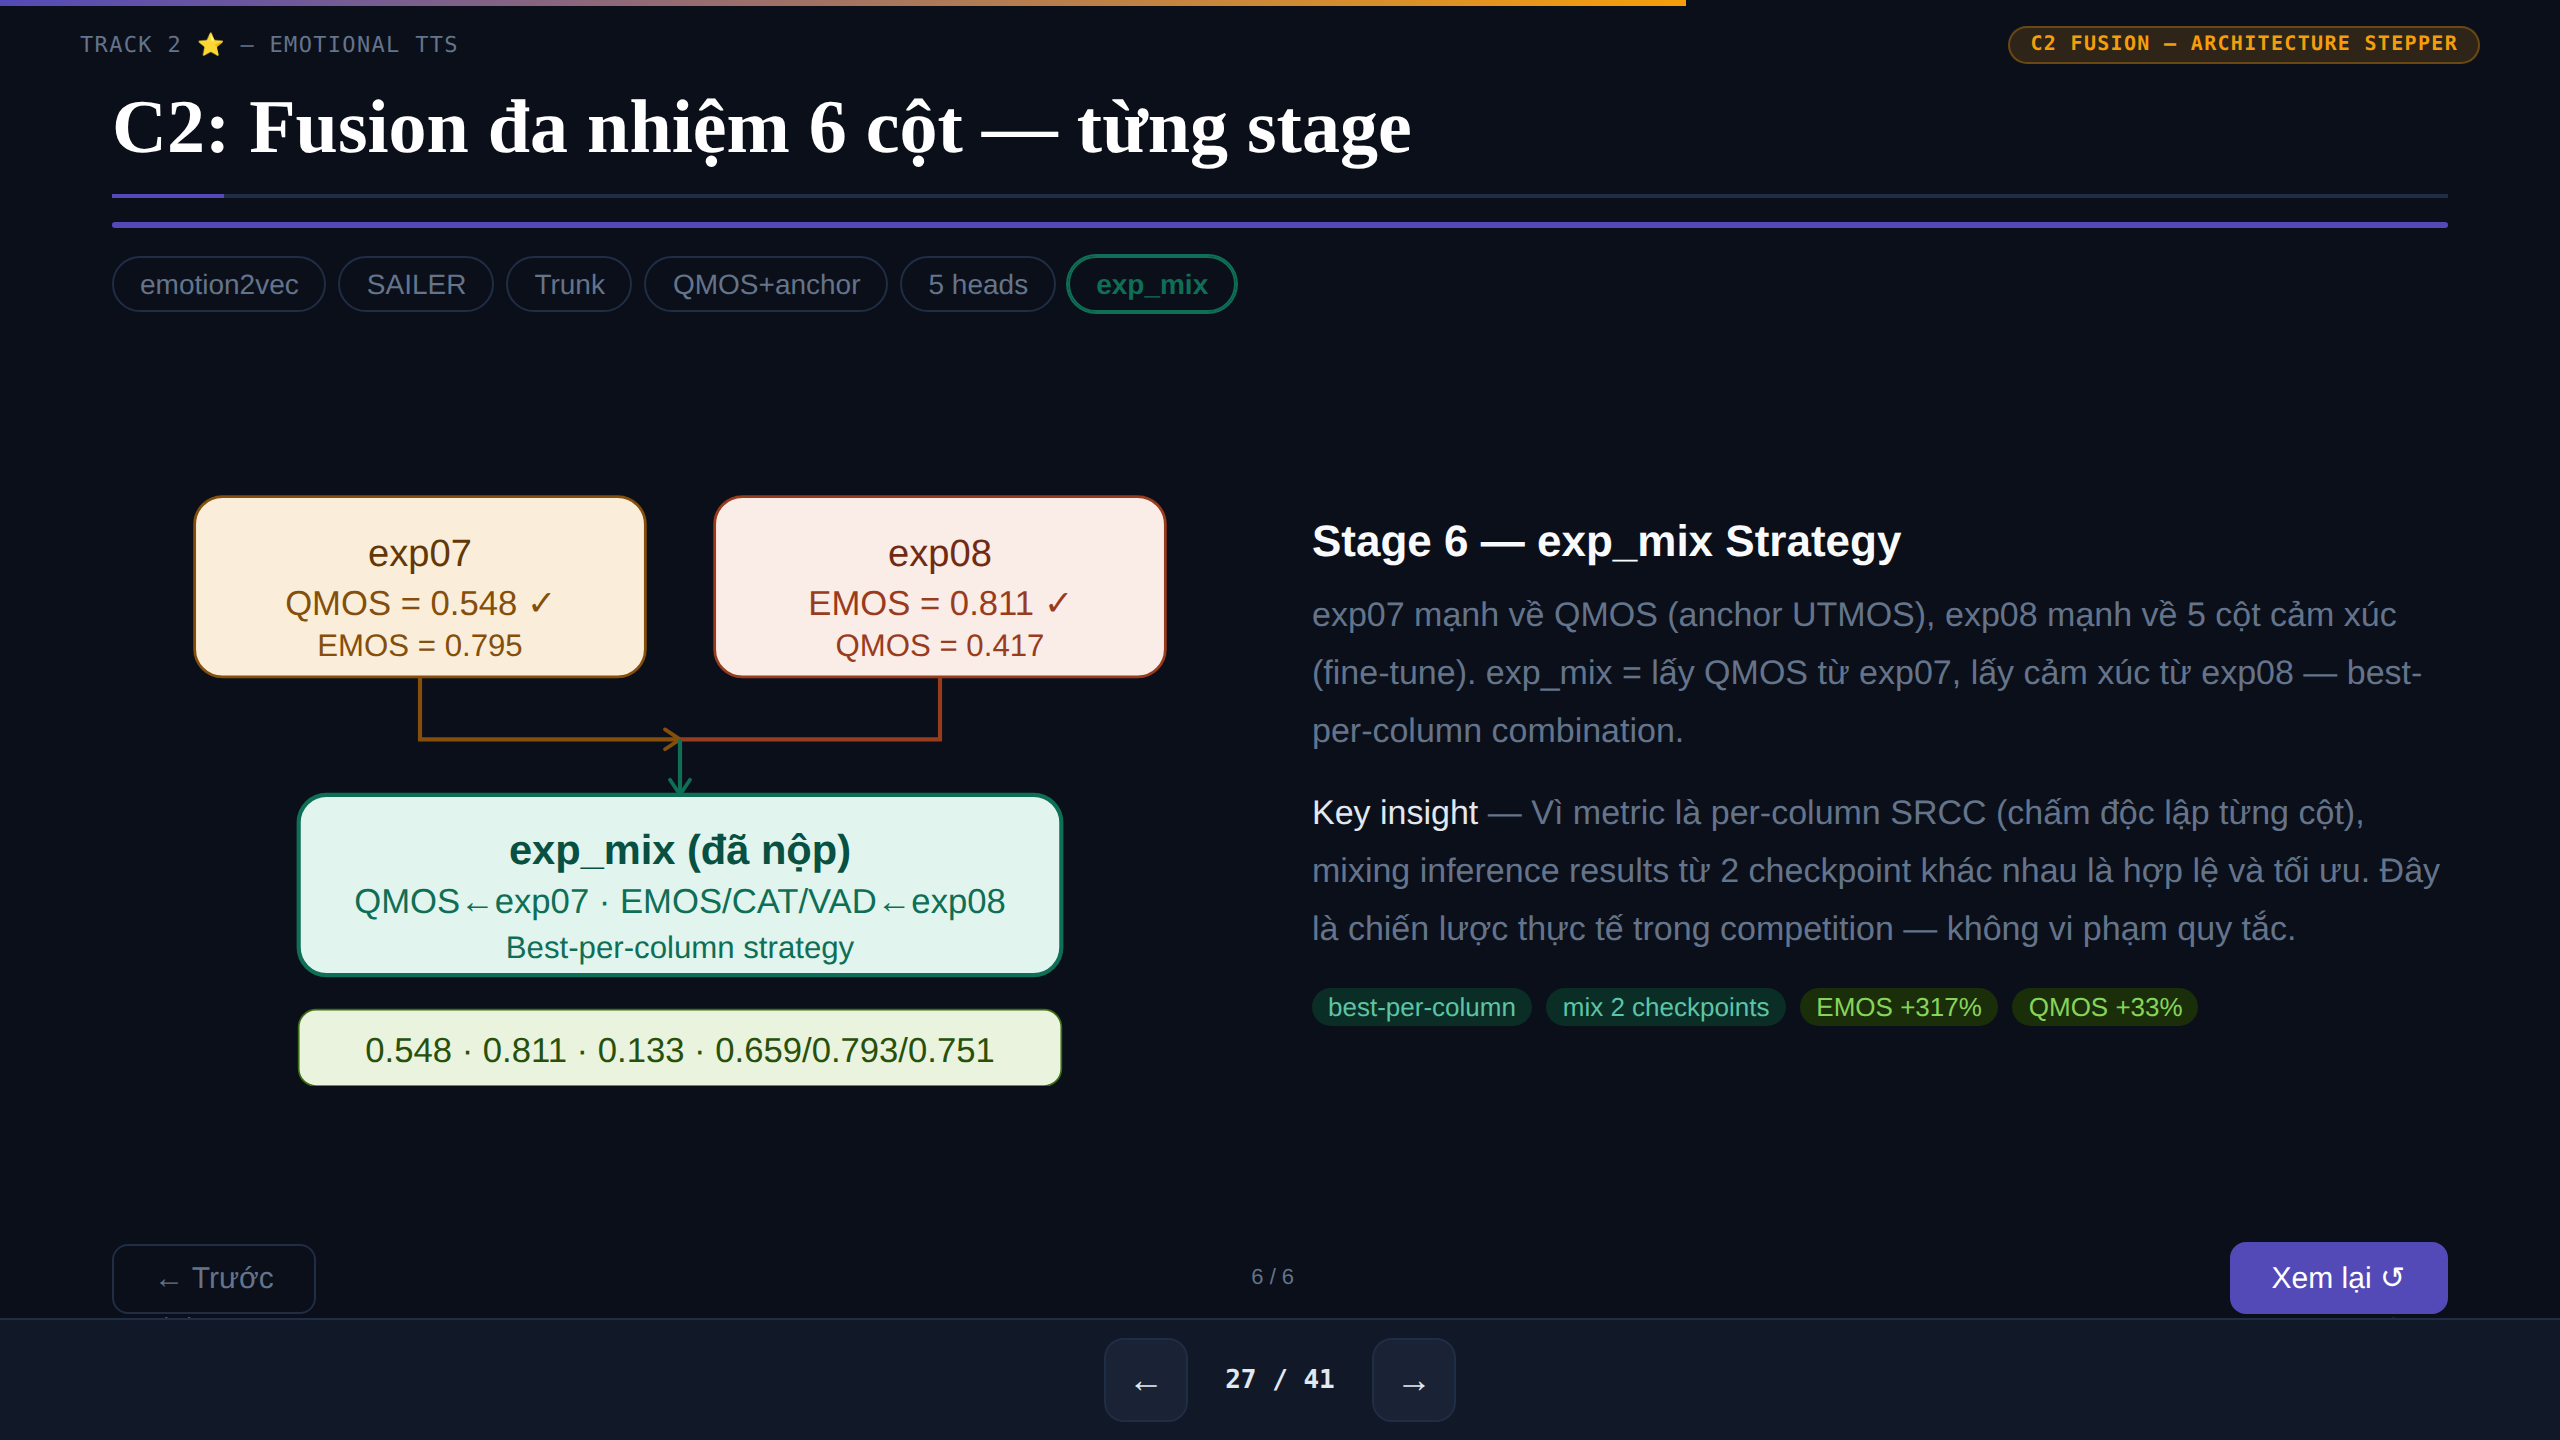 TRACK 2 ⭐ — EMOTIONAL TTS
C2 FUSION — ARCHITECTURE STEPPER
C2: Fusion đa nhiệm 6 cột — từng stage
emotion2vec
SAILER
Trunk
QMOS+anchor
5 heads
exp_mix
exp07
QMOS = 0.548 ✓
EMOS = 0.795
exp08
EMOS = 0.811 ✓
QMOS = 0.417
exp_mix (đã nộp)
QMOS←exp07 · EMOS/CAT/VAD←exp08
Best-per-column strategy
0.548 · 0.811 · 0.133 · 0.659/0.793/0.751
Stage 6 — exp_mix Strategy
exp07 mạnh về QMOS (anchor UTMOS), exp08 mạnh về 5 cột cảm xúc
(fine-tune). exp_mix = lấy QMOS từ exp07, lấy cảm xúc từ exp08 — best-
per-column combination.
Key insight — Vì metric là per-column SRCC (chấm độc lập từng cột),
mixing inference results từ 2 checkpoint khác nhau là hợp lệ và tối ưu. Đây
là chiến lược thực tế trong competition — không vi phạm quy tắc.
best-per-column
mix 2 checkpoints
EMOS +317%
QMOS +33%
← Trước
6 / 6
Xem lại ↺
←
27 / 41
→